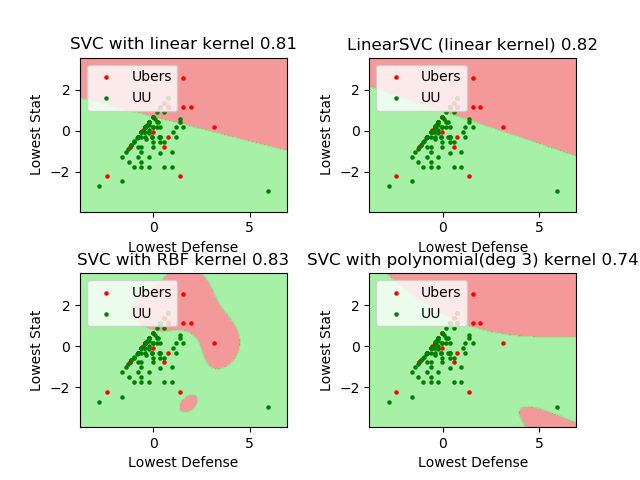 SVC with linear kernel 0.81
Ubers
UU
2
0
−2
0
5
Lowest Stat
Lowest Defense
LinearSVC (linear kernel) 0.82
Ubers
UU
2
0
−2
0
5
Lowest Stat
Lowest Defense
SVC with RBF kernel 0.83
Ubers
UU
2
0
−2
0
5
Lowest Stat
Lowest Defense
SVC with polynomial(deg 3) kernel 0.74
Ubers
UU
2
0
−2
0
5
Lowest Stat
Lowest Defense